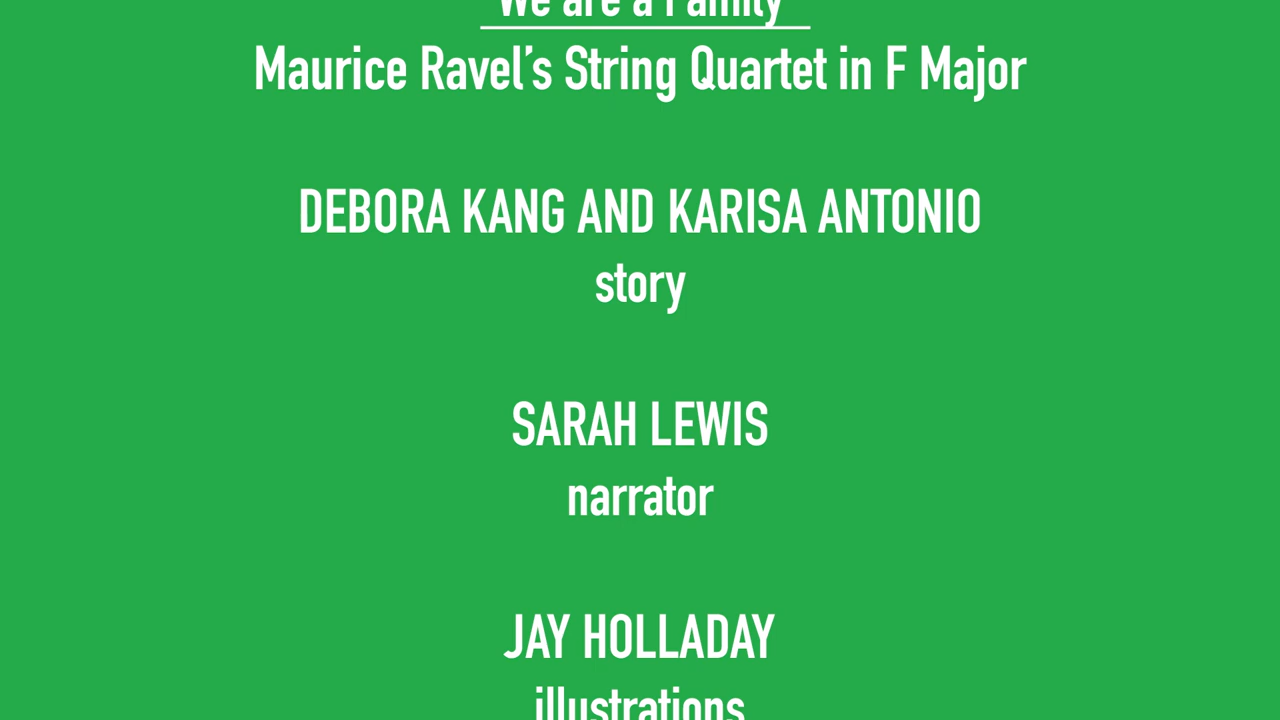 "We are a Family"
Maurice Ravel’s String Quartet in F Major
DEBORA KANG AND KARISA ANTONIO
story
SARAH LEWIS
narrator
JAY HOLLADAY
illustrations